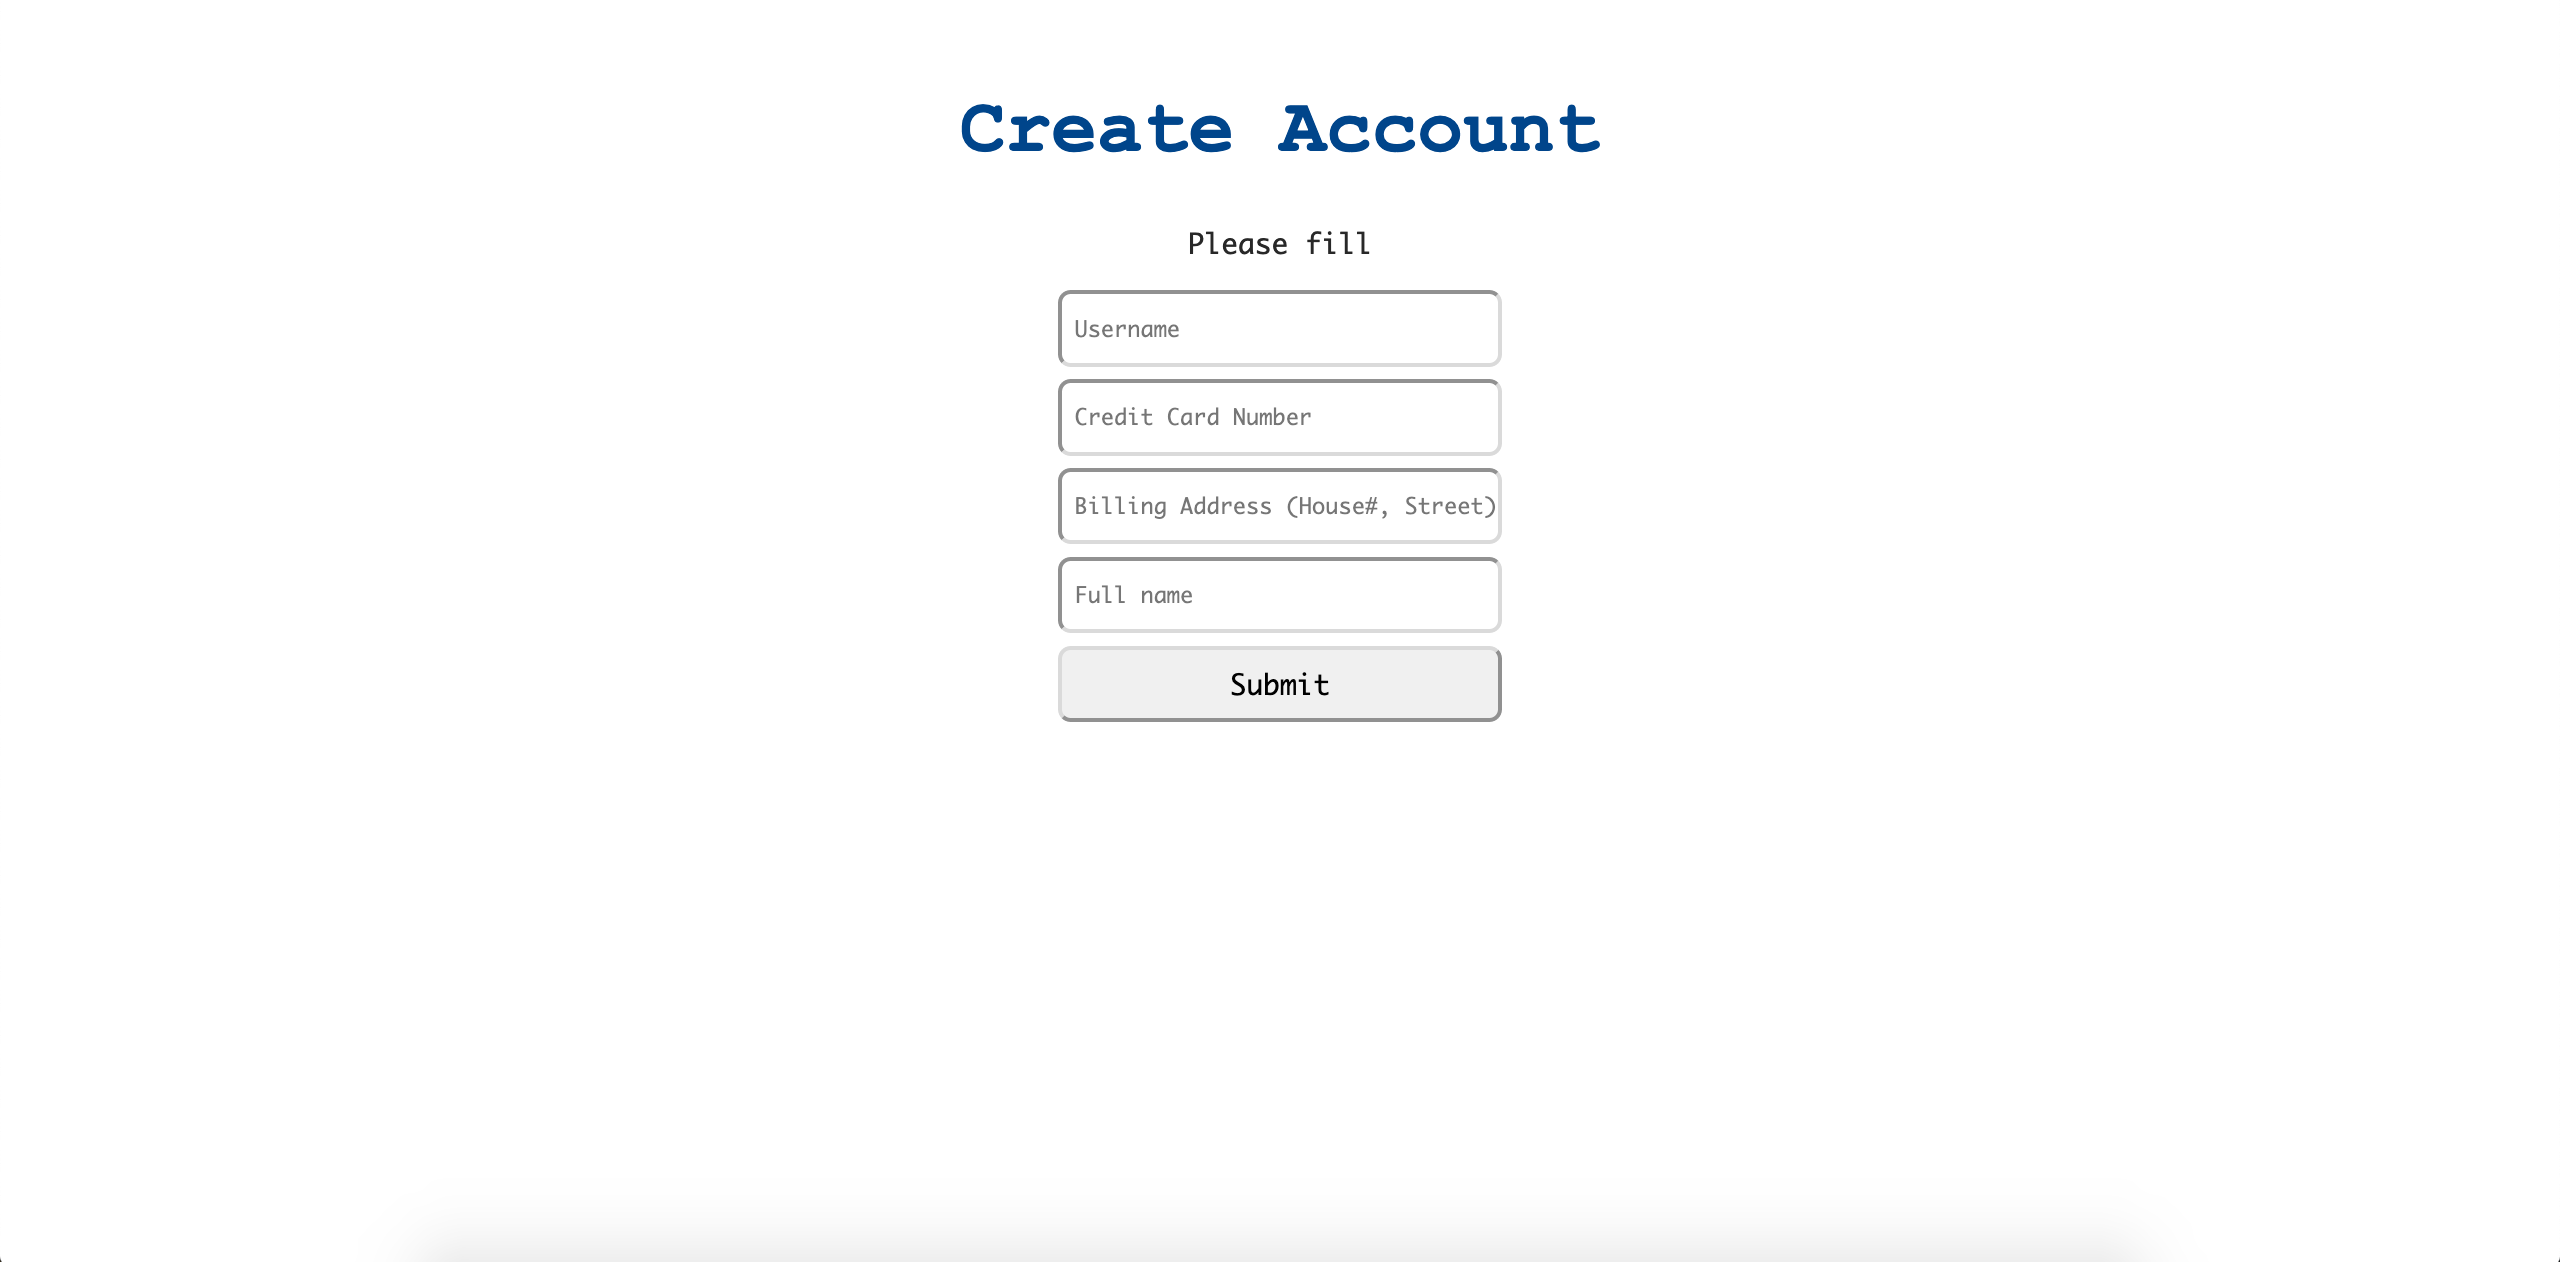 Create Account
Please fill
Username
Credit Card Number
Billing Address (House#, Street)
Full name
Submit